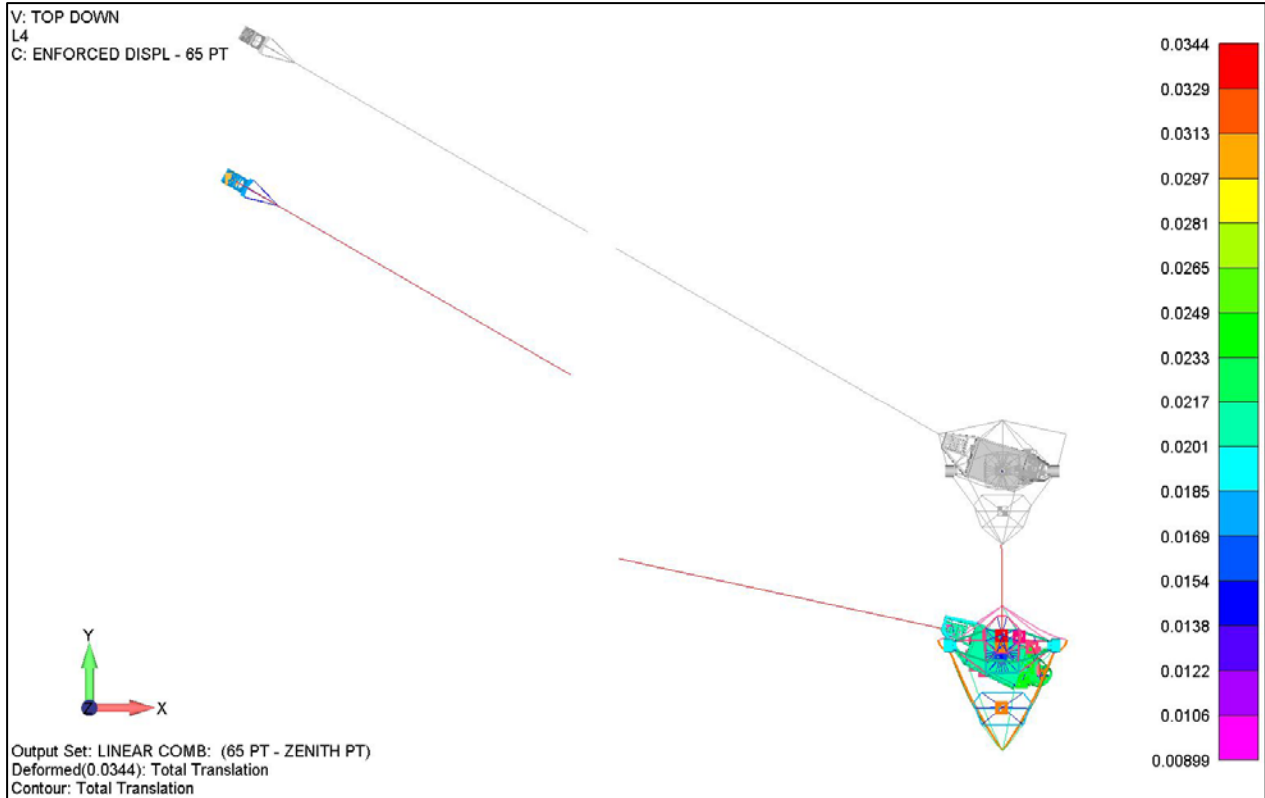 V: TOP DOWN
L4
C: ENFORCED DISPL - 65 PT
0.0344
0.0329
0.0313
0.0297
0.0281
0.0265
0.0249
0.0233
0.0217
0.0201
0.0185
0.0169
0.0154
0.0138
0.0122
0.0106
0.00899
Y
Z
X
Output Set: LINEAR COMB: (65 PT - ZENITH PT)
Deformed(0.0344): Total Translation
Contour: Total Translation